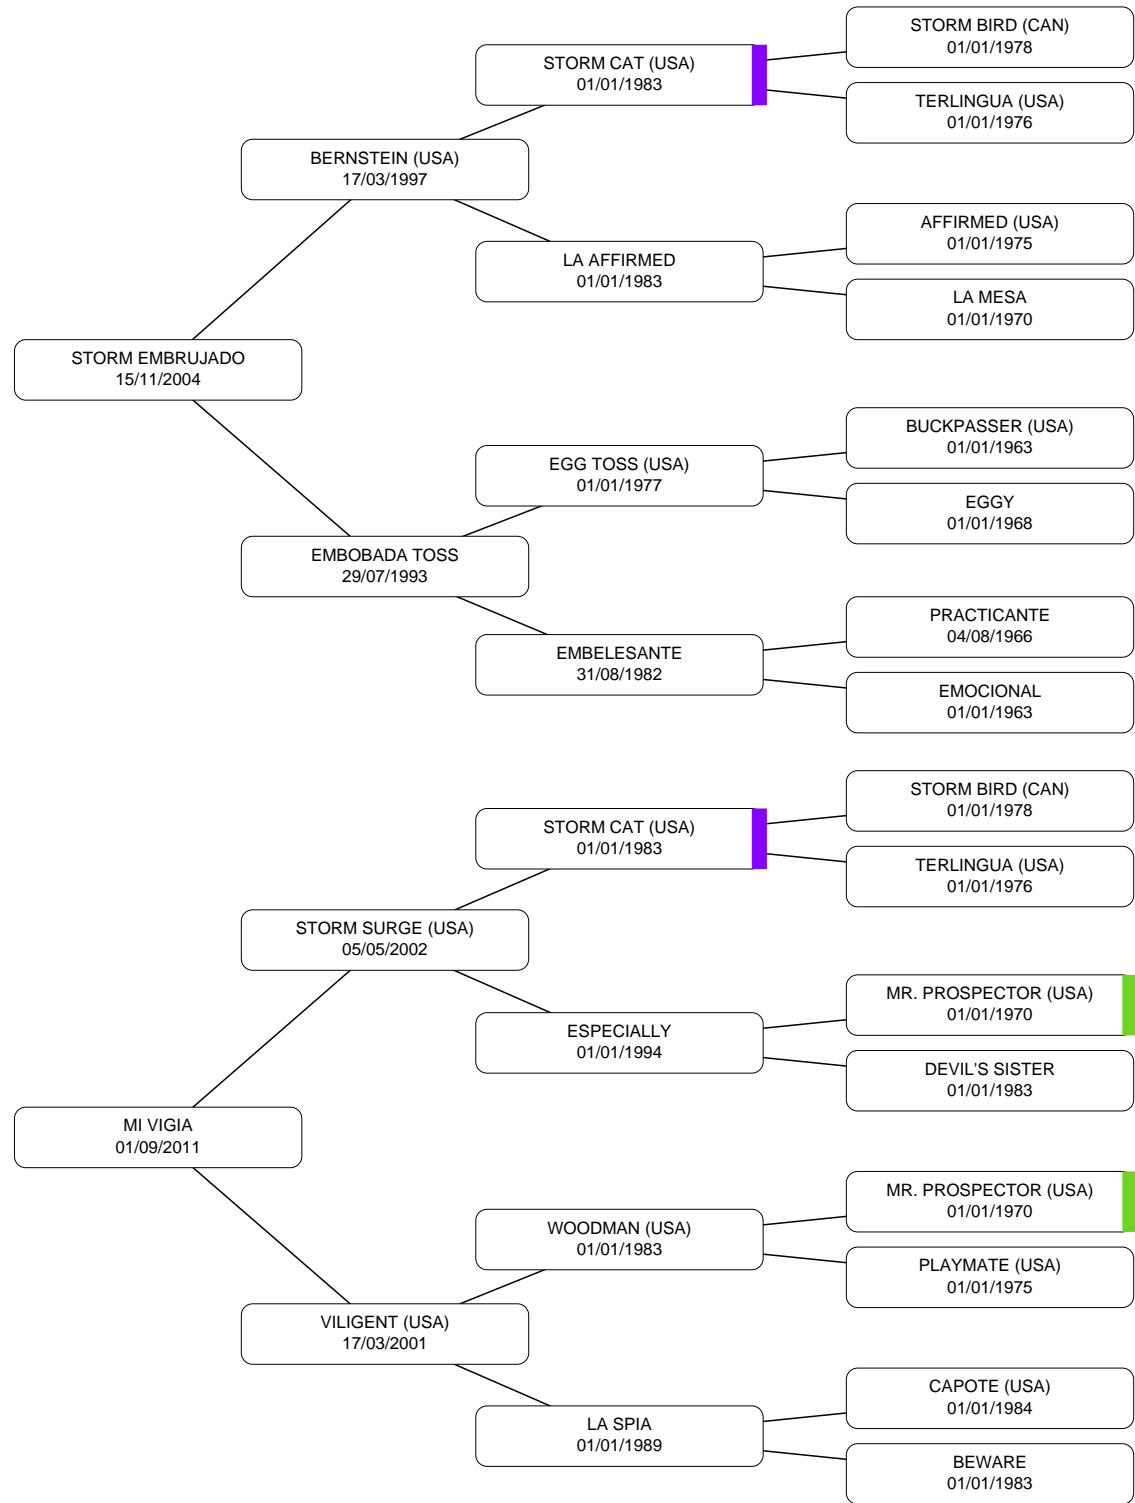 STORM BIRD (CAN)
01/01/1978
STORM CAT (USA)
01/01/1983
TERLINGUA (USA)
01/01/1976
BERNSTEIN (USA)
17/03/1997
AFFIRMED (USA)
01/01/1975
LA AFFIRMED
01/01/1983
LA MESA
01/01/1970
STORM EMBRUJADO
15/11/2004
BUCKPASSER (USA)
01/01/1963
EGG TOSS (USA)
01/01/1977
EGGY
01/01/1968
EMBOBADA TOSS
29/07/1993
PRACTICANTE
04/08/1966
EMBELESANTE
31/08/1982
EMOCIONAL
01/01/1963
STORM BIRD (CAN)
01/01/1978
STORM CAT (USA)
01/01/1983
TERLINGUA (USA)
01/01/1976
STORM SURGE (USA)
05/05/2002
MR. PROSPECTOR (USA)
01/01/1970
ESPECIALLY
01/01/1994
DEVIL'S SISTER
01/01/1983
MI VIGIA
01/09/2011
MR. PROSPECTOR (USA)
01/01/1970
WOODMAN (USA)
01/01/1983
PLAYMATE (USA)
01/01/1975
VILIGENT (USA)
17/03/2001
CAPOTE (USA)
01/01/1984
LA SPIA
01/01/1989
BEWARE
01/01/1983